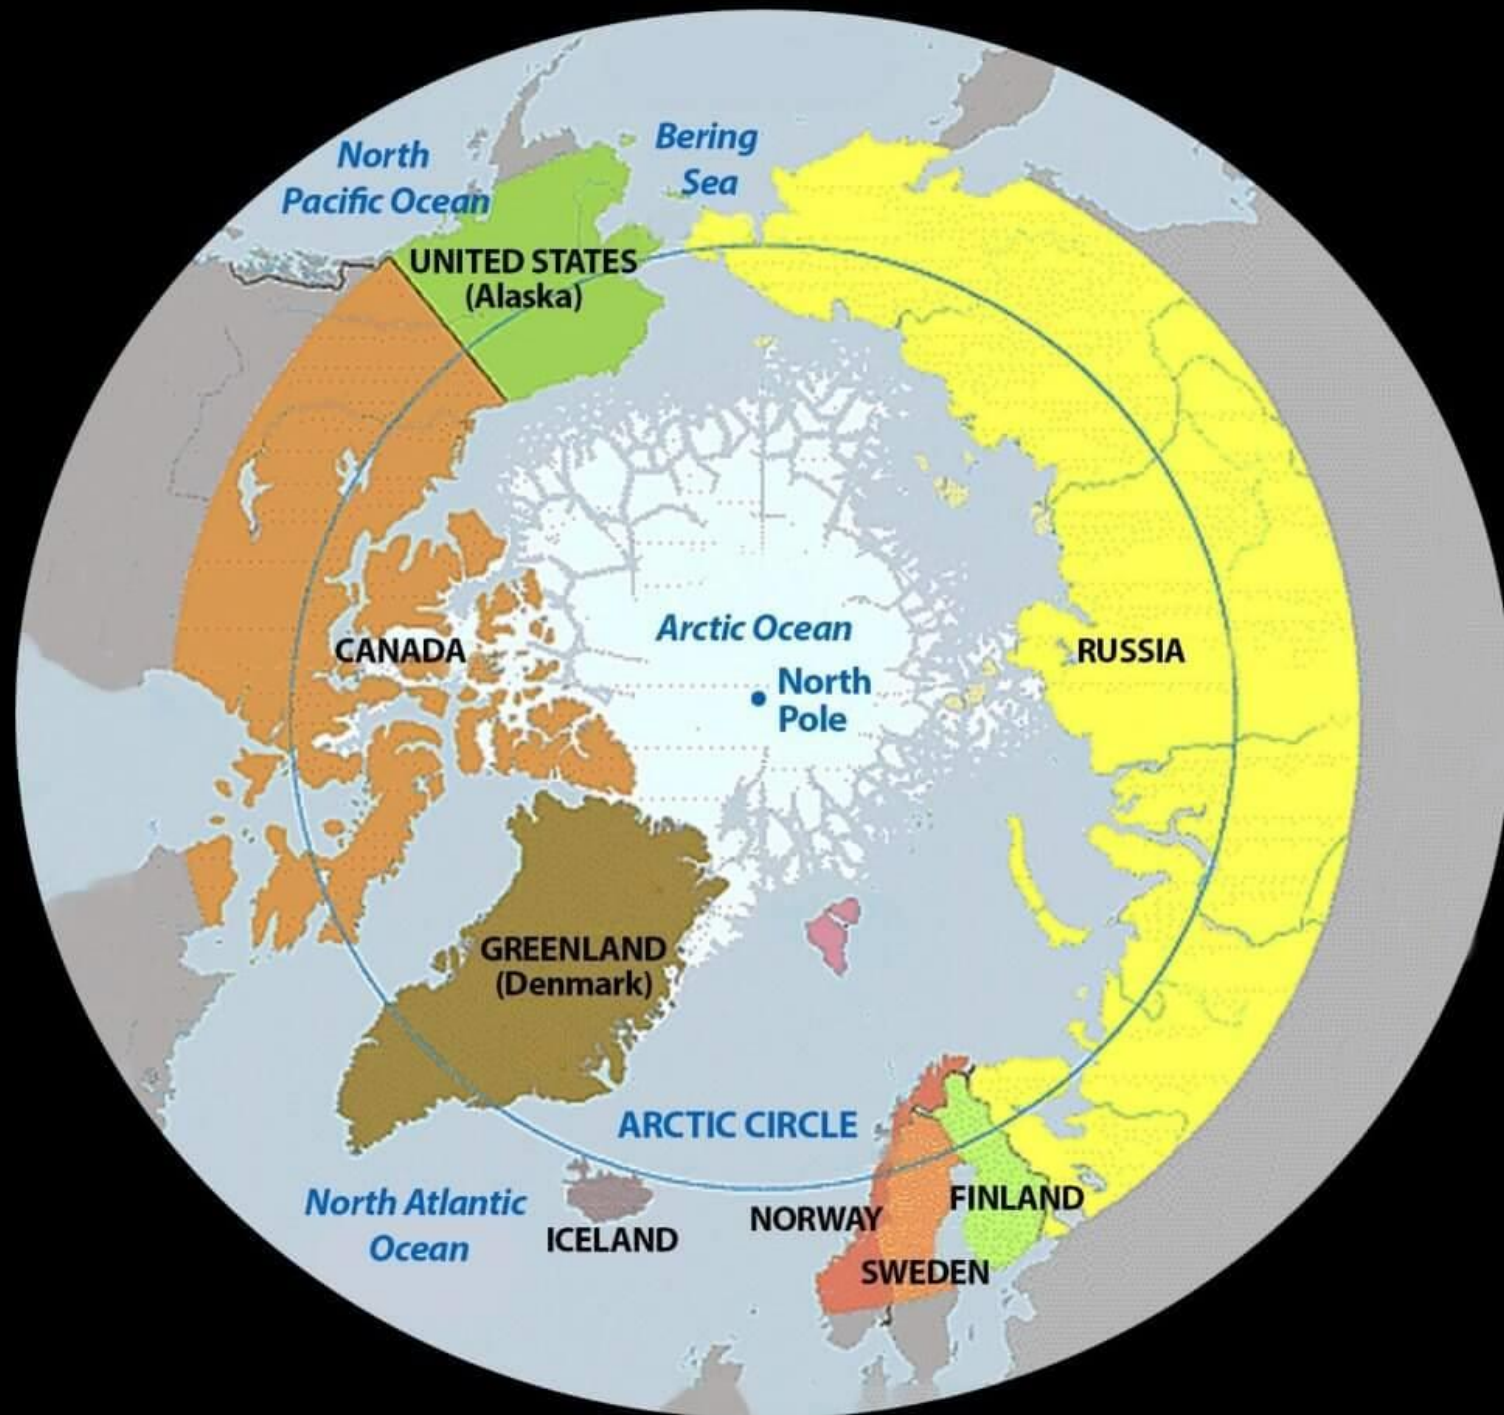 North
Pacific Ocean
Bering
Sea
UNITED STATES
(Alaska)
Arctic Ocean
CANADA
RUSSIA
North
Pole
GREENLAND
(Denmark)
ARCTIC CIRCLE
North Atlantic
Ocean
ICELAND
NORWAY
FINLAND
SWEDEN